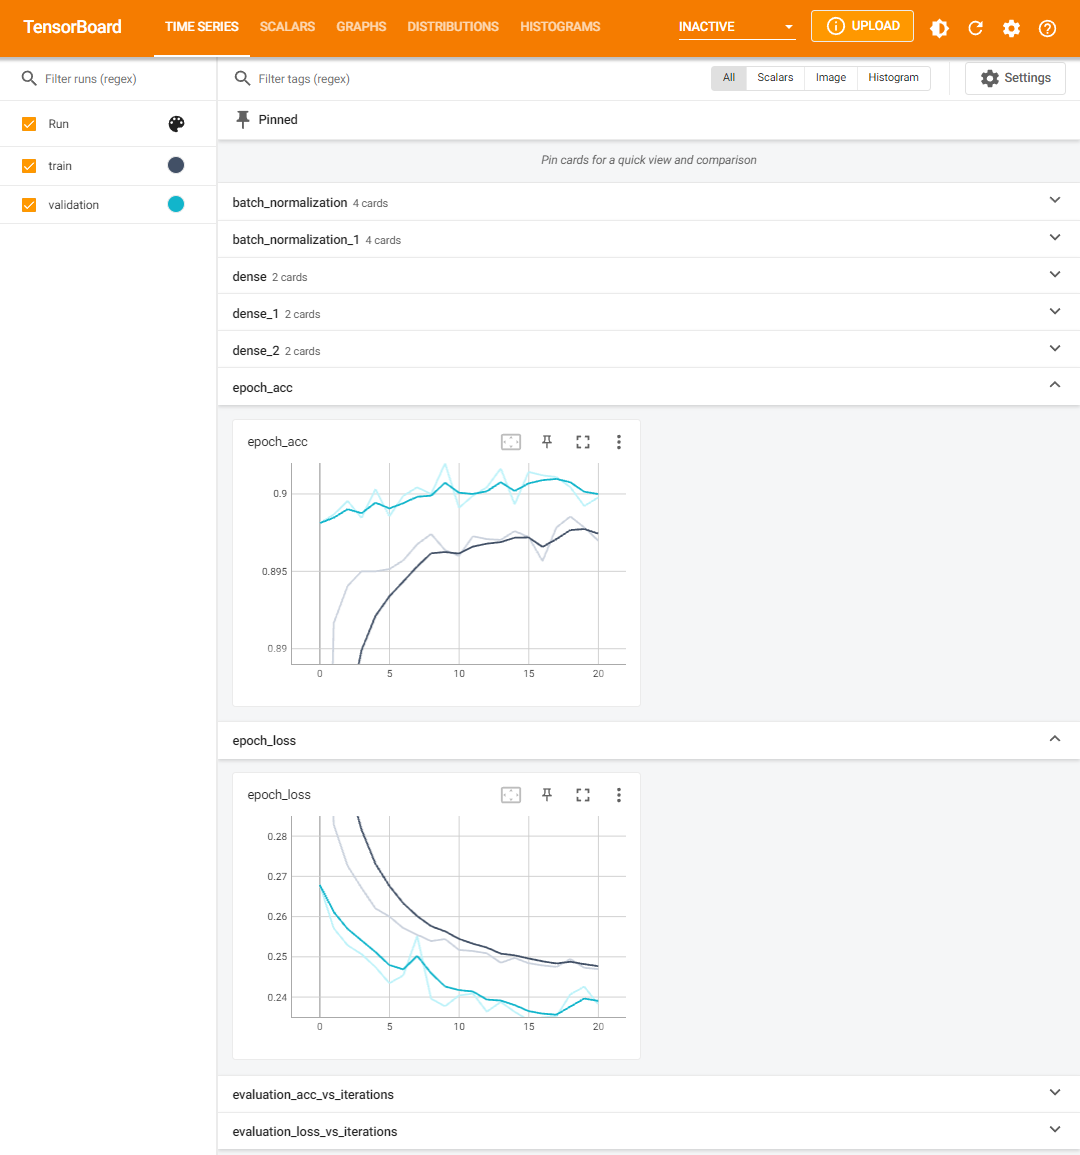 TensorBoard TIME SERIES SCALARS GRAPHS DISTRIBUTIONS HISTOGRAMS INACTIVE UPLOAD
Filter runs (regex)
Run
train
validation
Filter tags (regex) All Scalars Image Histogram Settings
Pinned
Pin cards for a quick view and comparison
batch_normalization 4 cards
batch_normalization_1 4 cards
dense 2 cards
dense_1 2 cards
dense_2 2 cards
epoch_acc
epoch_acc
0.9
0.895
0.89
0 5 10 15 20
epoch_loss
epoch_loss
0.28
0.27
0.26
0.25
0.24
0 5 10 15 20
evaluation_acc_vs_iterations
evaluation_loss_vs_iterations